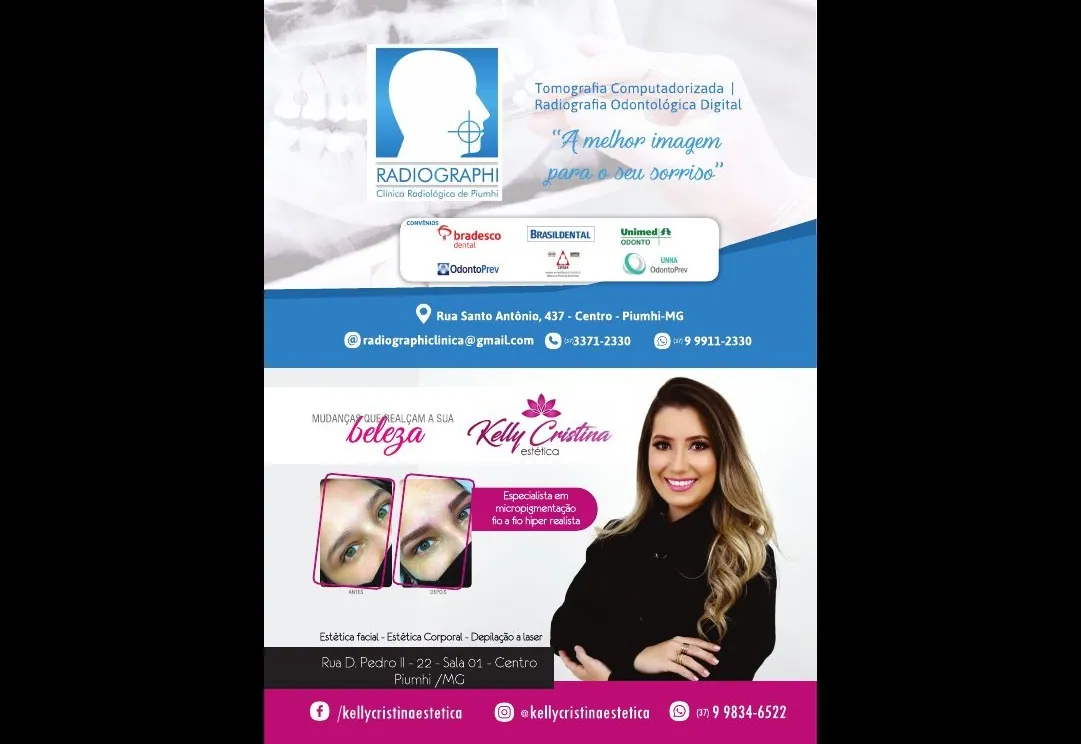 Tomografia Computadorizada |
Radiografia Odontológica Digital
"A melhor imagem
para o seu sorriso"
RADIOGRAPHI
Clínica Radiológica de Piumhi
CONVÊNIOS
bradesco
dental
BRASILDENTAL
Unimed
ODONTO
OdontoPrev
UNNA
OdontoPrev
Rua Santo Antônio, 437 - Centro - Piumhi-MG
@ radiographiclinica@gmail.com (37) 3371-2330 (37) 9 9911-2330
MUDANÇAS QUE REALÇAM A SUA
beleza
Kelly Cristina
estética
Especialista em
micropigmentação
fio a fio hiper realista
ANTES DEPOIS
Estética facial - Estética Corporal - Depilação a laser
Rua D. Pedro II - 22 - Sala 01 - Centro
Piumhi /MG
/kellycristinaestetica @kellycristinaestetica (37) 9 9834-6522